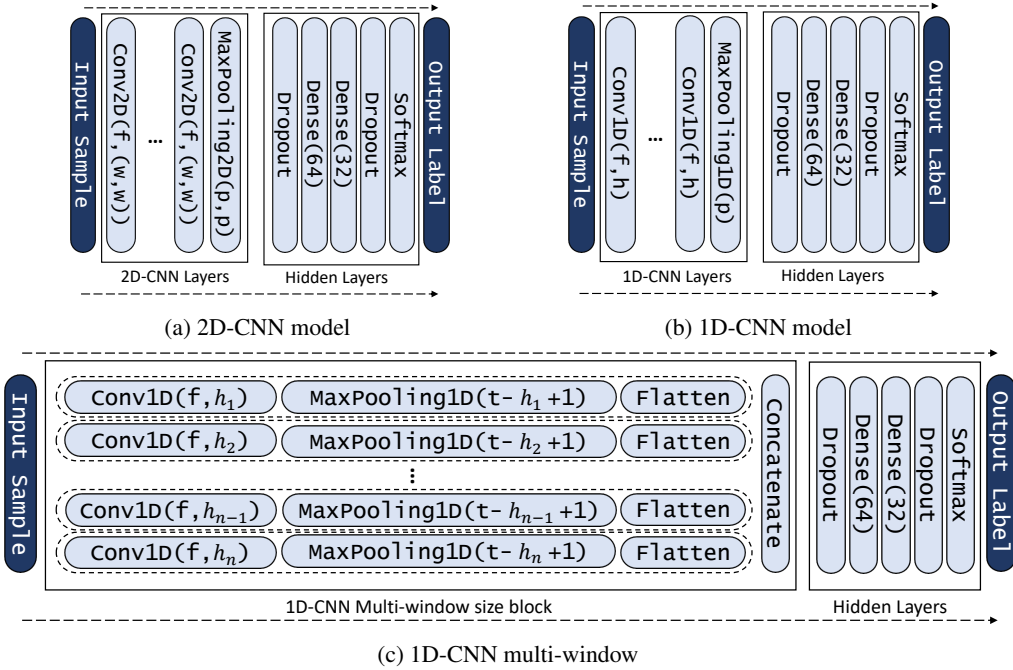 Input Sample
Conv2D(f,(w,w))
...
Conv2D(f,(w,w))
MaxPooling2D(p,p)
Dropout
Dense(64)
Dense(32)
Dropout
Softmax
Output Label
2D-CNN Layers
Hidden Layers
(a) 2D-CNN model
Input Sample
Conv1D(f,h)
...
Conv1D(f,h)
MaxPooling1D(p)
Dropout
Dense(64)
Dense(32)
Dropout
Softmax
Output Label
1D-CNN Layers
Hidden Layers
(b) 1D-CNN model
Input Sample
Conv1D(f,h₁) MaxPooling1D(t-h₁+1) Flatten
Conv1D(f,h₂) MaxPooling1D(t-h₂+1) Flatten
...
Conv1D(f,hₙ₋₁) MaxPooling1D(t-hₙ₋₁+1) Flatten
Conv1D(f,hₙ) MaxPooling1D(t-hₙ+1) Flatten
Concatenate
Dropout
Dense(64)
Dense(32)
Dropout
Softmax
Output Label
1D-CNN Multi-window size block
Hidden Layers
(c) 1D-CNN multi-window